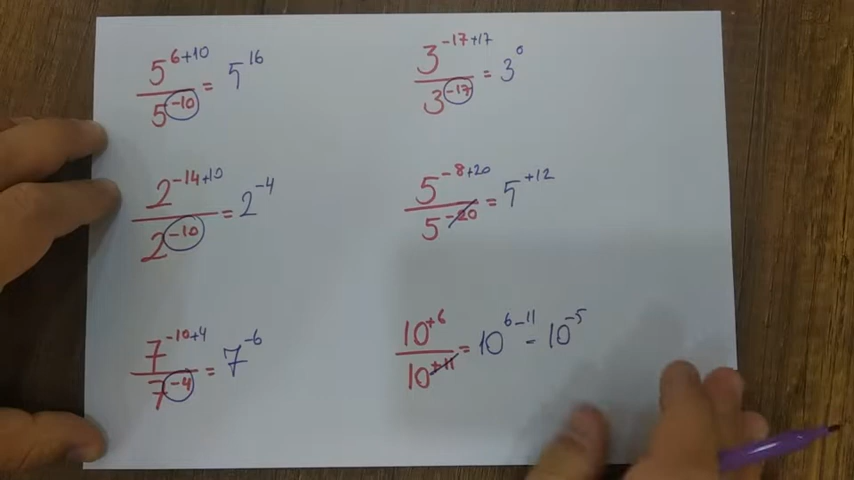 5^{6+10} / 5^{-10} = 5^{16}
2^{-14+10} / 2^{-10} = 2^{-4}
7^{-10+4} / 7^{-4} = 7^{-6}
3^{-17+17} / 3^{-17} = 3^{0}
5^{-8+20} / 5^{-20} = 5^{+12}
10^{+6} / 10^{+11} = 10^{6-11} = 10^{-5}